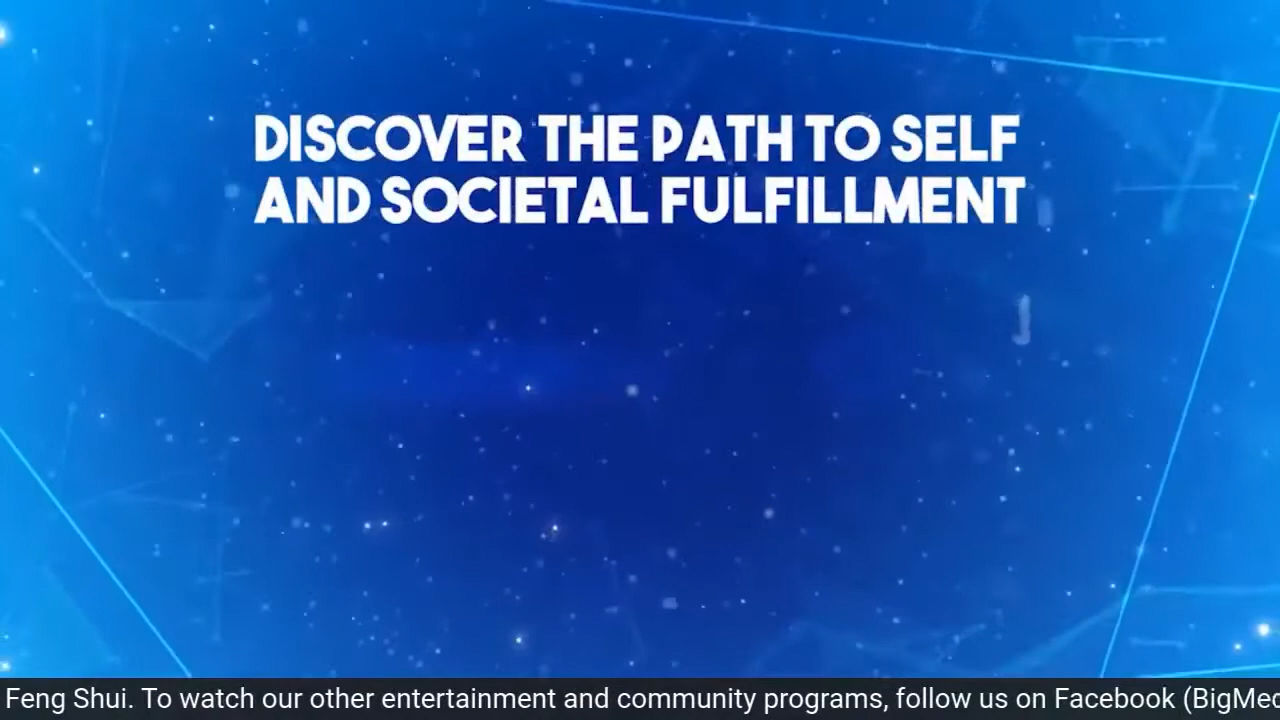 DISCOVER THE PATH TO SELF
AND SOCIETAL FULFILLMENT
Feng Shui. To watch our other entertainment and community programs, follow us on Facebook (BigMed